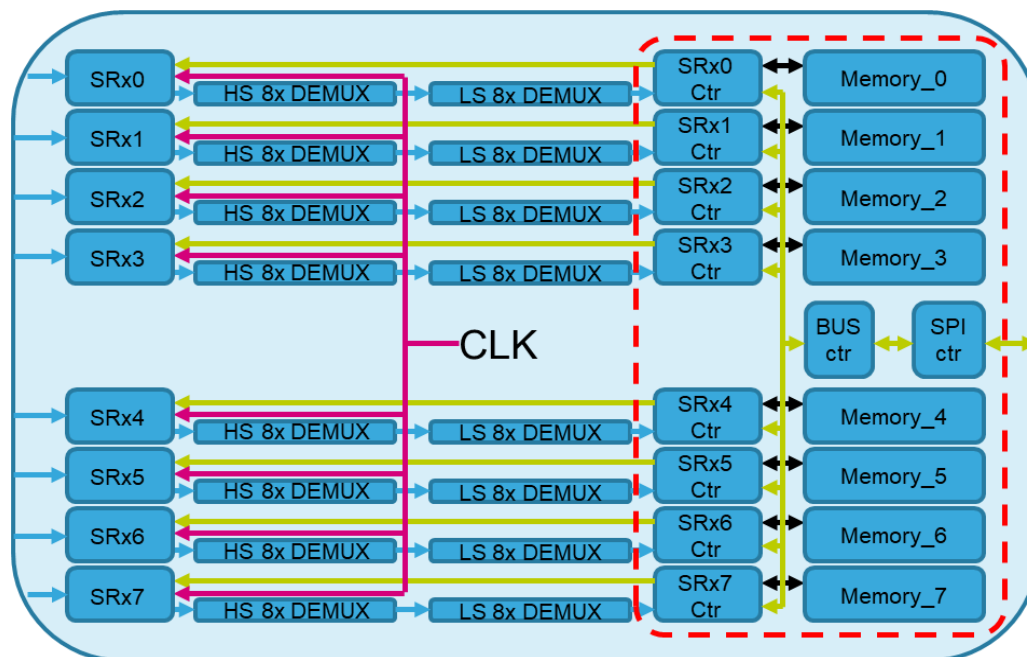 SRx0
HS 8x DEMUX
LS 8x DEMUX
SRx0
Ctr
Memory_0
SRx1
HS 8x DEMUX
LS 8x DEMUX
SRx1
Ctr
Memory_1
SRx2
HS 8x DEMUX
LS 8x DEMUX
SRx2
Ctr
Memory_2
SRx3
HS 8x DEMUX
LS 8x DEMUX
SRx3
Ctr
Memory_3
CLK
BUS
ctr
SPI
ctr
SRx4
HS 8x DEMUX
LS 8x DEMUX
SRx4
Ctr
Memory_4
SRx5
HS 8x DEMUX
LS 8x DEMUX
SRx5
Ctr
Memory_5
SRx6
HS 8x DEMUX
LS 8x DEMUX
SRx6
Ctr
Memory_6
SRx7
HS 8x DEMUX
LS 8x DEMUX
SRx7
Ctr
Memory_7